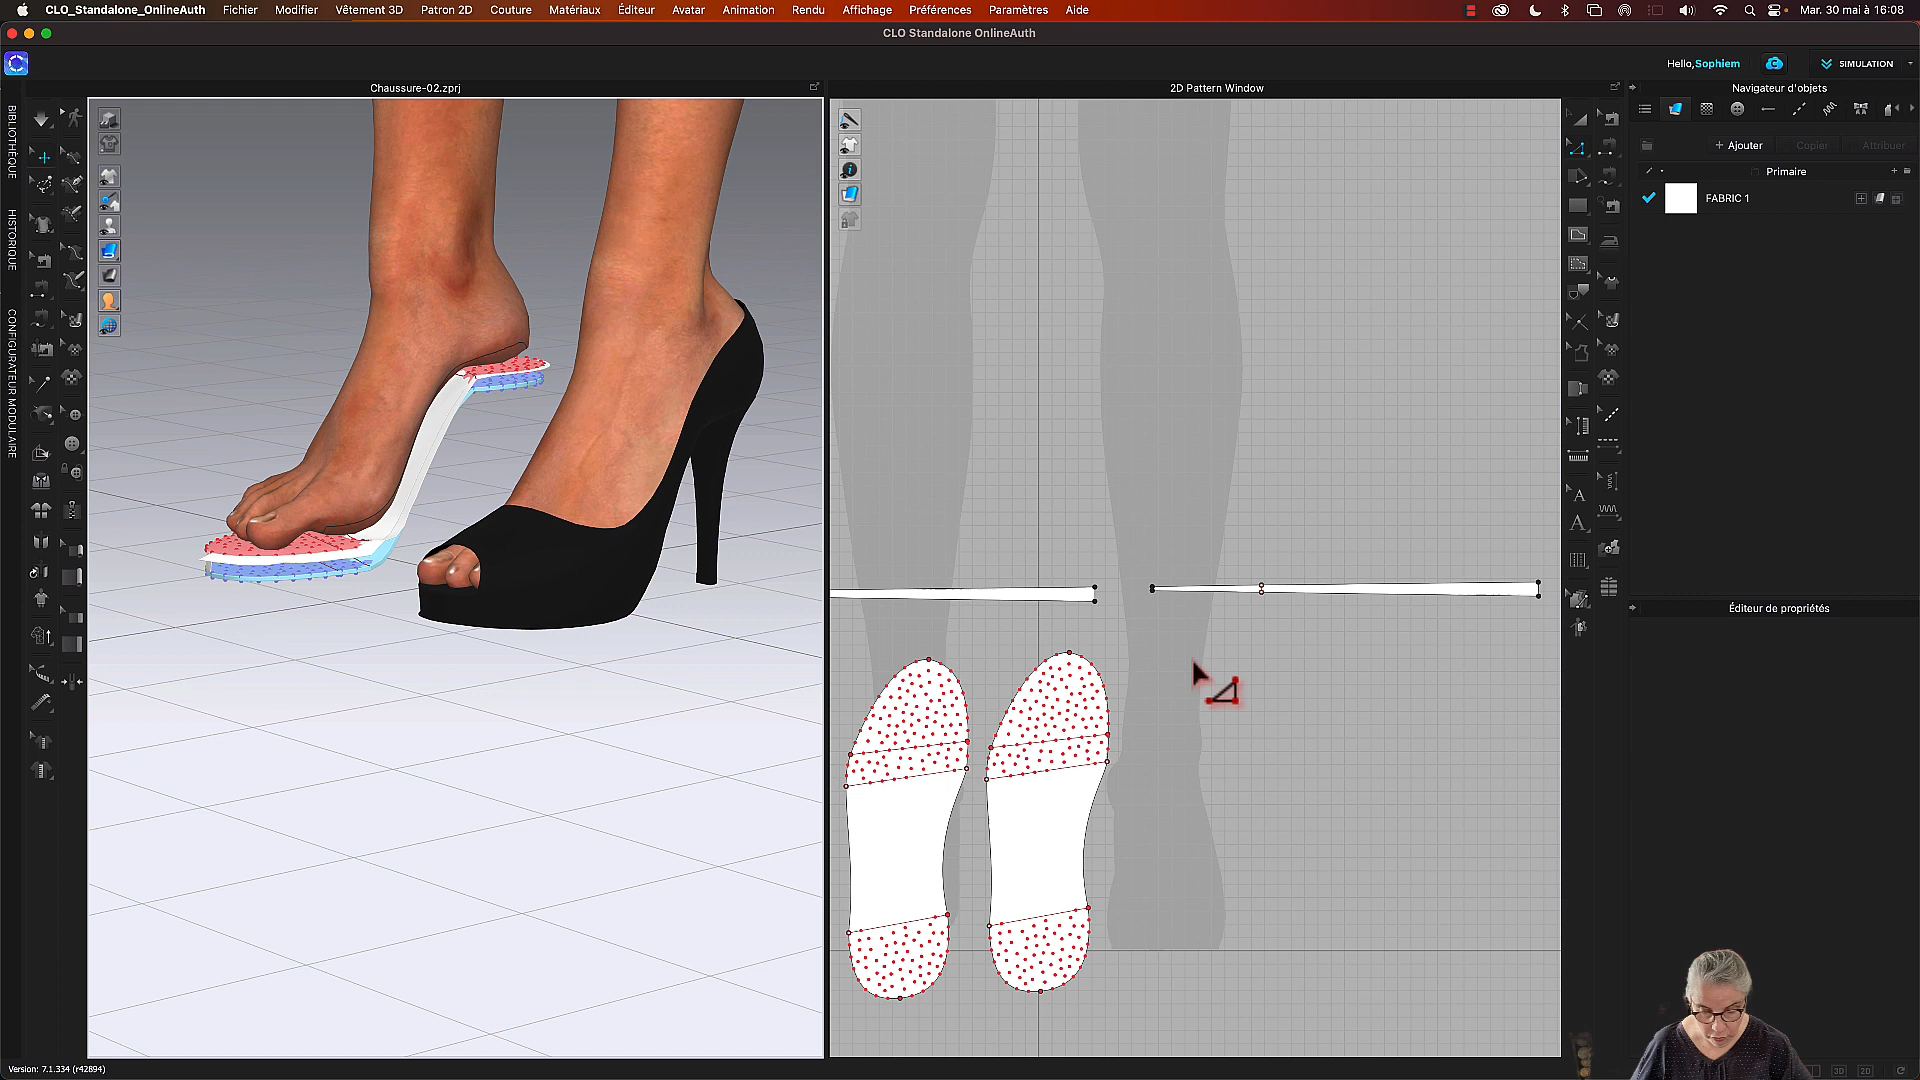 CLO_Standalone_OnlineAuth Fichier Modifier Vêtement 3D Patron 2D Couture Matériaux Éditeur Avatar Animation Rendu Affichage Préférences Paramètres Aide Mar. 30 mai à 16:08
CLO Standalone OnlineAuth
Hello,Sophiem SIMULATION
Chaussure-02.zprj 2D Pattern Window Navigateur d'objets
BIBLIOTHÈQUE
HISTORIQUE
CONFIGURATEUR MODULAIRE
+ Ajouter Copier Attribuer
Primaire
FABRIC 1
A
A
Éditeur de propriétés
Version: 7.1.334 (r42894)
3D 2D